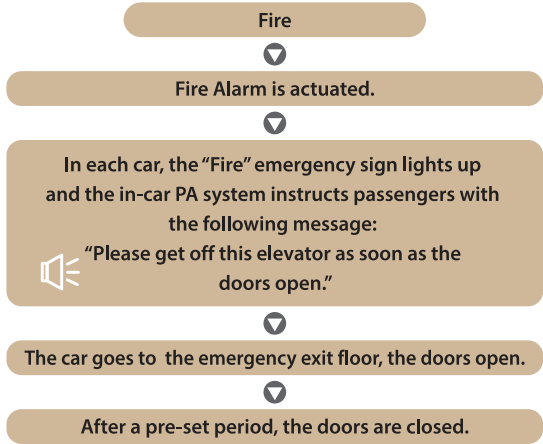 Fire
Fire Alarm is actuated.
In each car, the “Fire” emergency sign lights up
and the in-car PA system instructs passengers with
the following message:
“Please get off this elevator as soon as the
doors open.”
The car goes to the emergency exit floor, the doors open.
After a pre-set period, the doors are closed.